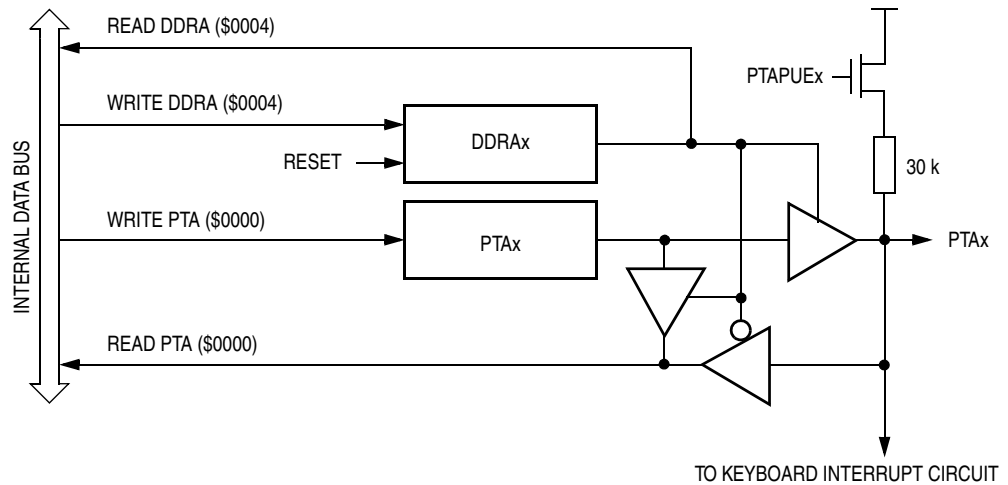 READ DDRA ($0004)
PTAPUEx
WRITE DDRA ($0004)
DDRAx
RESET
30 k
WRITE PTA ($0000)
PTAx
PTAx
INTERNAL DATA BUS
READ PTA ($0000)
TO KEYBOARD INTERRUPT CIRCUIT